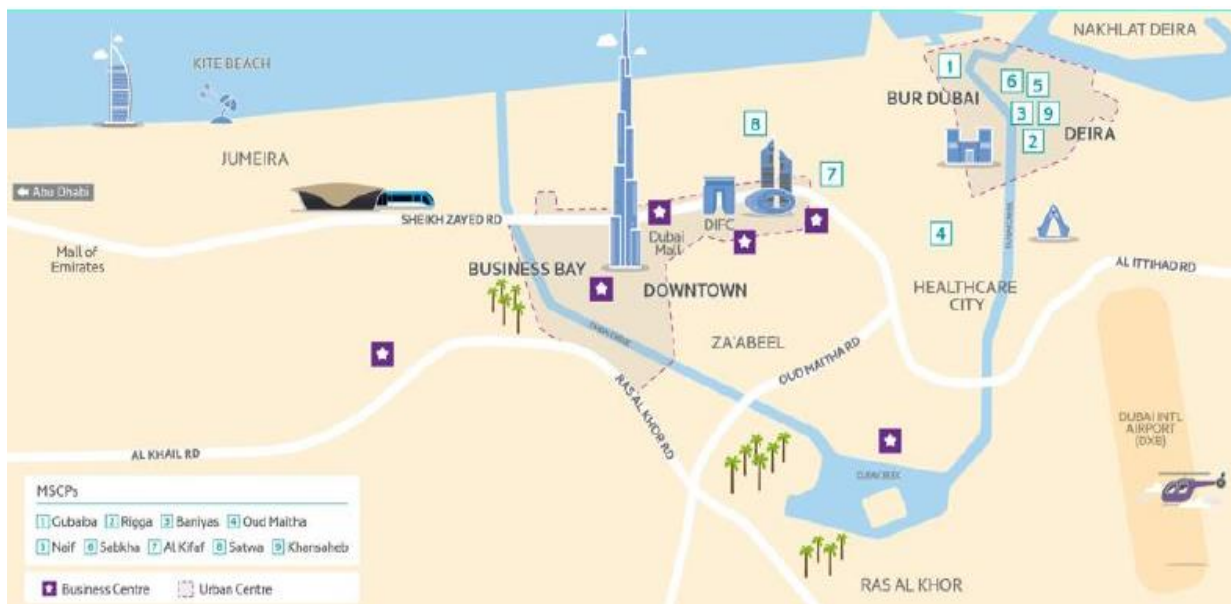 NAKHLAT DEIRA
KITE BEACH
1
6 5
BUR DUBAI
3 9
DEIRA
2
8
JUMEIRA
7
Abu Dhabi
SHEIKH ZAYED RD
DIFC
4
Dubai
Mall
Mall of
Emirates
BUSINESS BAY
DOWNTOWN
HEALTHCARE
CITY
AL ITTIHAD RD
ZA'ABEEL
OUD MAITHA RD
RAS AL KHOR RD
DUBAI INTL
AIRPORT
(DXB)
AL KHAIL RD
DUBAI CREEK
RAS AL KHOR
MSCPs
1 Gubaiba 2 Rigga 3 Baniyas 4 Oud Maitha
5 Naif 6 Sabkha 7 Al Kifaf 8 Satwa 9 Khansaheb
Business Centre Urban Centre